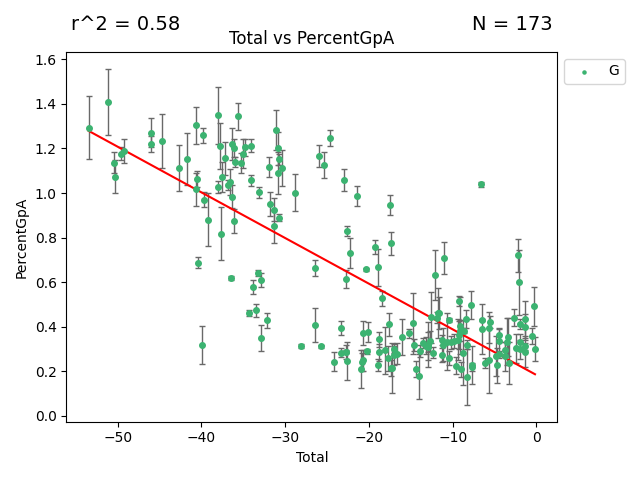 r^2 = 0.58
N = 173
Total vs PercentGpA
G
PercentGpA
1.6
1.4
1.2
1.0
0.8
0.6
0.4
0.2
0.0
−50
−40
−30
−20
−10
0
Total